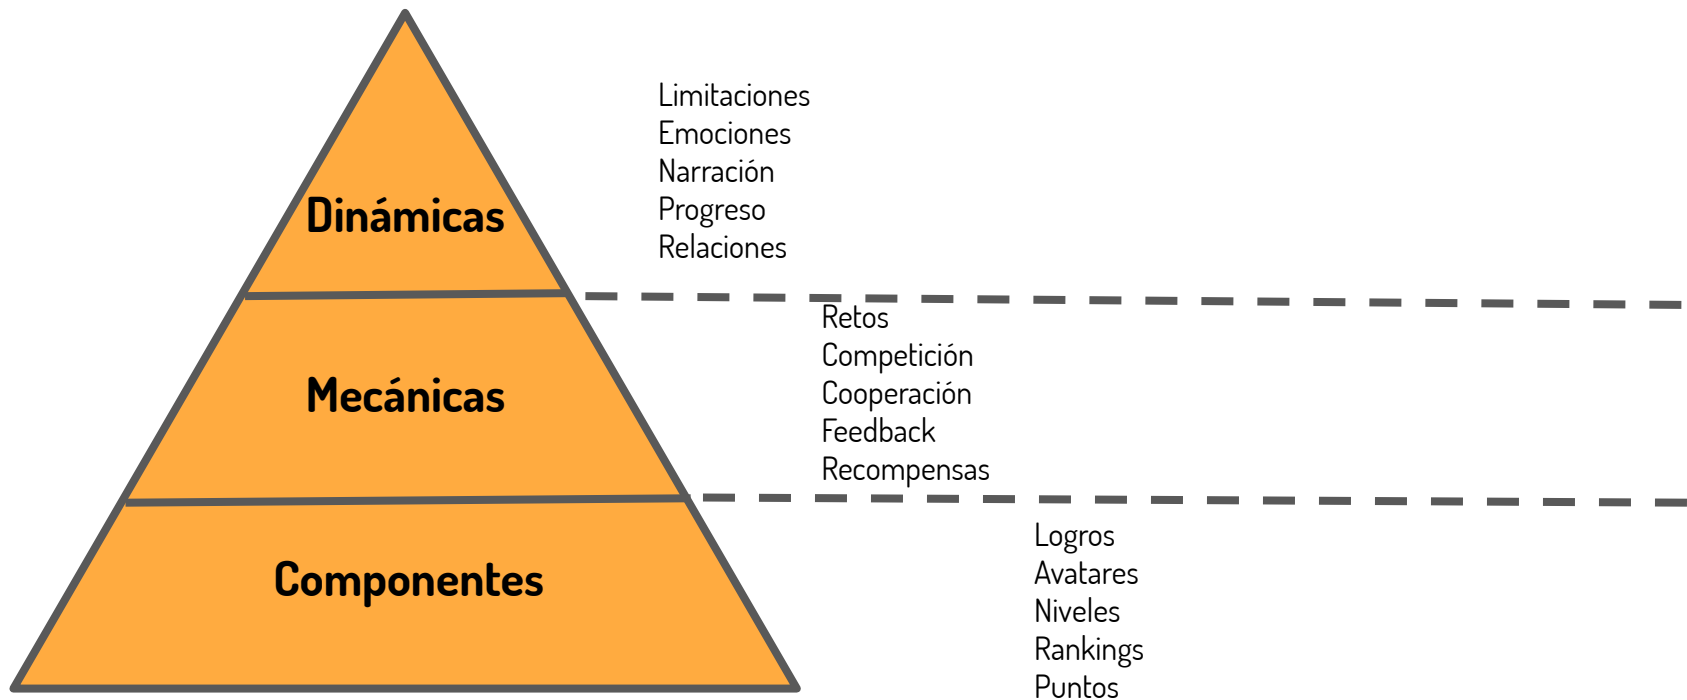 Limitaciones
Emociones
Narración
Progreso
Relaciones
Dinámicas
Retos
Competición
Cooperación
Feedback
Recompensas
Mecánicas
Logros
Avatares
Niveles
Rankings
Puntos
Componentes